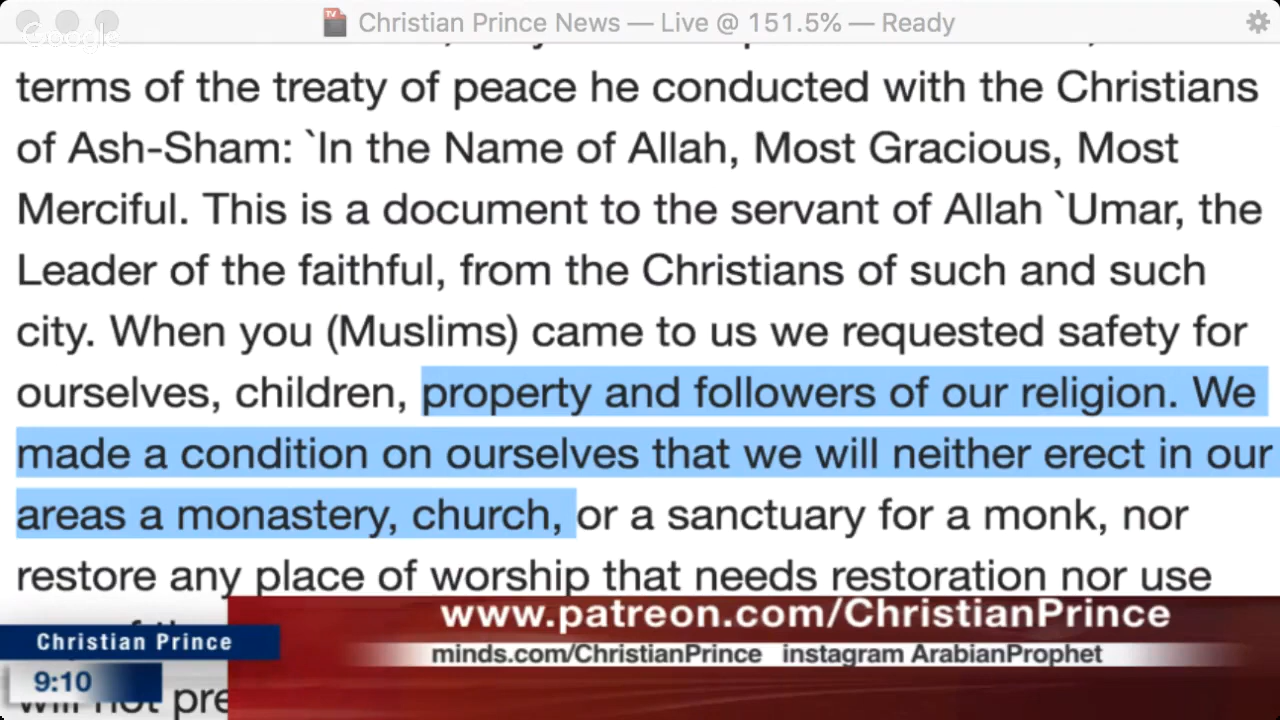 Christian Prince News — Live @ 151.5% — Ready
Google
terms of the treaty of peace he conducted with the Christians
of Ash-Sham: `In the Name of Allah, Most Gracious, Most
Merciful. This is a document to the servant of Allah `Umar, the
Leader of the faithful, from the Christians of such and such
city. When you (Muslims) came to us we requested safety for
ourselves, children, property and followers of our religion. We
made a condition on ourselves that we will neither erect in our
areas a monastery, church, or a sanctuary for a monk, nor
restore any place of worship that needs restoration nor use
www.patreon.com/ChristianPrince
Christian Prince
minds.com/ChristianPrince instagram ArabianProphet
9:10
will not pre